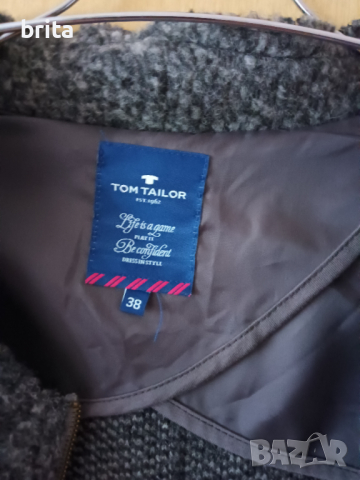 brita
TOM TAILOR
EST. 1962
Life is a game
PLAY IT
Be confident
DRESS IN STYLE
38
BAZAR